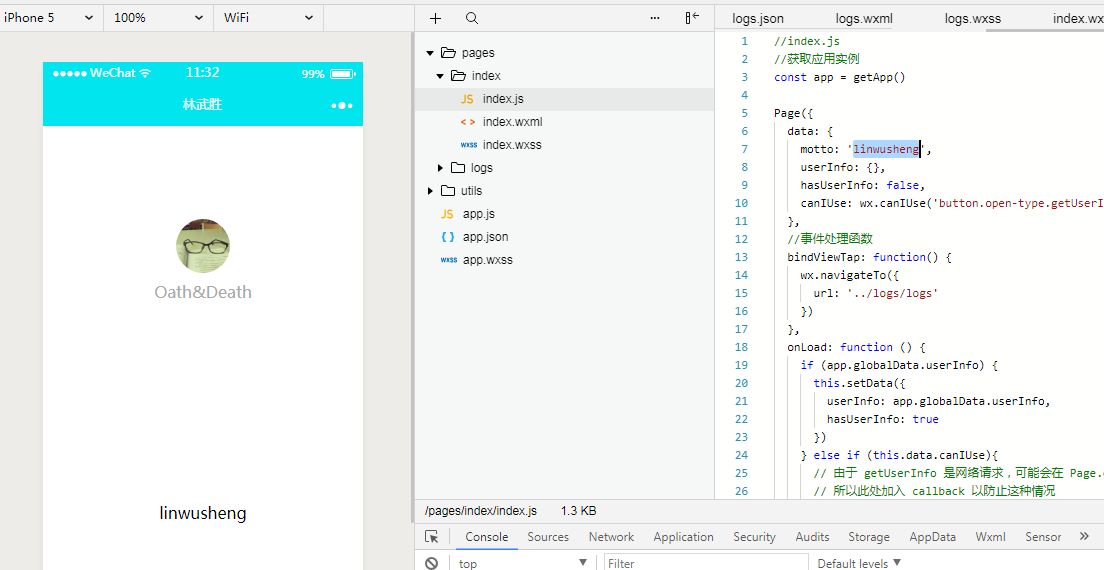 iPhone 5 100% WiFi
WeChat 11:32 99%
林武胜
Oath&Death
linwusheng
pages
index
JS index.js
< > index.wxml
wxss index.wxss
logs
utils
JS app.js
{ } app.json
wxss app.wxss
logs.json logs.wxml logs.wxss index.wx
1 //index.js
2 //获取应用实例
3 const app = getApp()
4
5 Page({
6 data: {
7 motto: 'linwusheng',
8 userInfo: {},
9 hasUserInfo: false,
10 canIUse: wx.canIUse('button.open-type.getUserI
11 },
12 //事件处理函数
13 bindViewTap: function() {
14 wx.navigateTo({
15 url: '../logs/logs'
16 })
17 },
18 onLoad: function () {
19 if (app.globalData.userInfo) {
20 this.setData({
21 userInfo: app.globalData.userInfo,
22 hasUserInfo: true
23 })
24 } else if (this.data.canIUse){
25 // 由于 getUserInfo 是网络请求，可能会在 Page.
26 // 所以此处加入 callback 以防止这种情况
/pages/index/index.js 1.3 KB
Console Sources Network Application Security Audits Storage AppData Wxml Sensor
top Filter Default levels